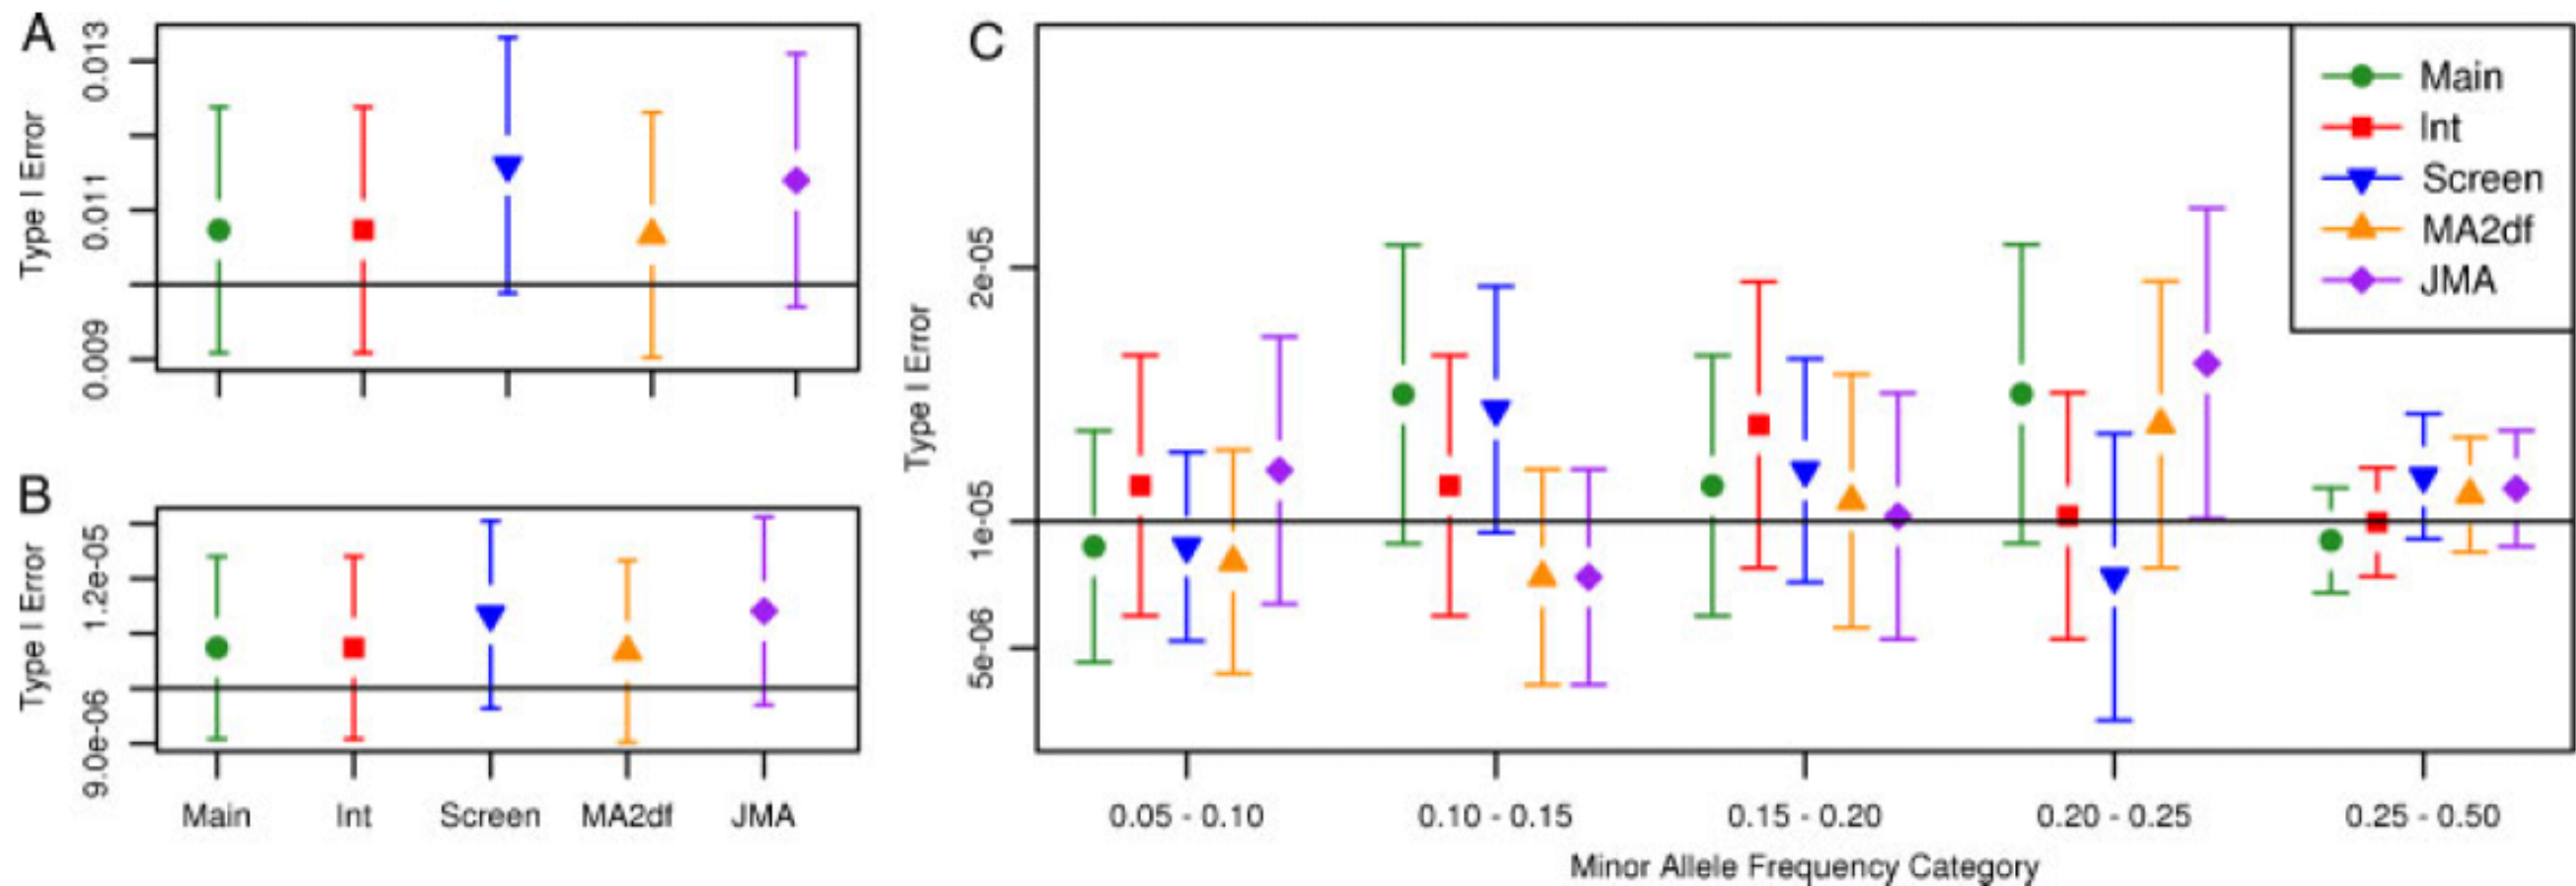 A
Type I Error
0.013
0.011
0.009
B
Type I Error
1.2e-05
9.0e-06
Main Int Screen MA2df JMA
C
Type I Error
2e-05
1e-05
5e-06
0.05 - 0.10 0.10 - 0.15 0.15 - 0.20 0.20 - 0.25 0.25 - 0.50
Minor Allele Frequency Category
Main
Int
Screen
MA2df
JMA